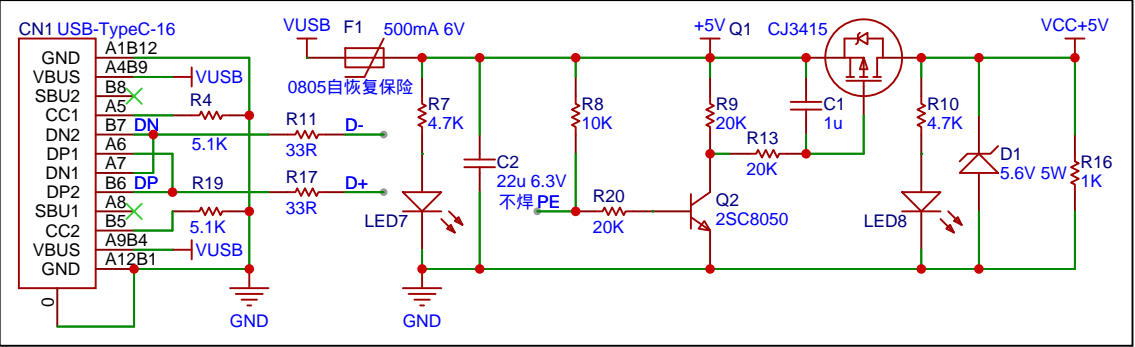 CN1 USB-TypeC-16
GND A1B12
VBUS A4B9 VUSB
SBU2 B8
CC1 A5 R4 5.1K
DN2 B7 DN R11 33R D-
DP1 A6
DN1 A7
DP2 B6 DP R17 33R D+
SBU1 A8
CC2 B5 R19 5.1K
VBUS A9B4 VUSB
GND A12B1
0
GND
VUSB
F1 500mA 6V
0805自恢复保险
R7
4.7K
LED7
GND
C2
22u 6.3V
不焊
PE
R8
10K
R20
20K
+5V
Q1 CJ3415
R9
20K
R13
20K
Q2
2SC8050
C1
1u
R10
4.7K
LED8
D1
5.6V 5W
VCC+5V
R16
1K